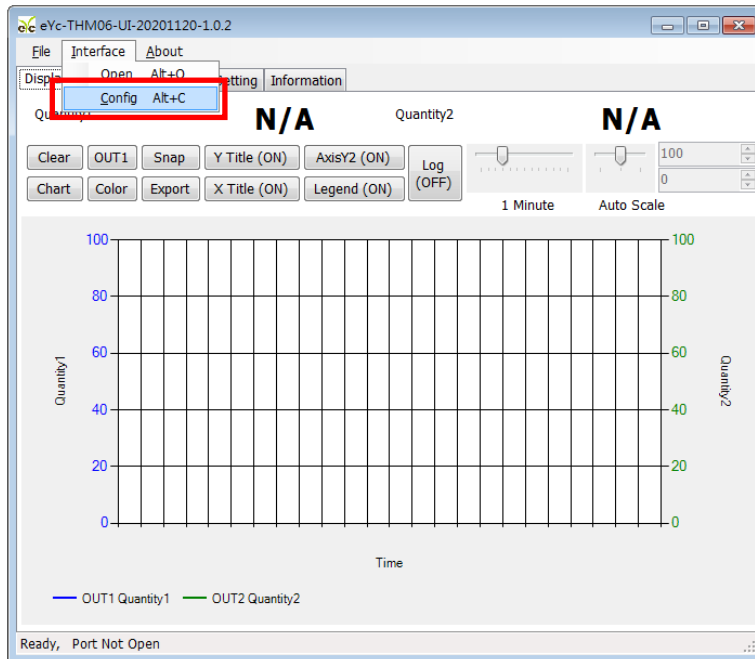 eYc eYc-THM06-UI-20201120-1.0.2
File Interface About
Open Alt+O
Setting Information
Config Alt+C
N/A Quantity2 N/A
Clear OUT1 Snap Y Title (ON) AxisY2 (ON) Log (OFF) 100
Chart Color Export X Title (ON) Legend (ON) 0
1 Minute Auto Scale
100 100
80 80
60 60
Quantity1 Quantity2
40 40
20 20
0 0
Time
OUT1 Quantity1 OUT2 Quantity2
Ready, Port Not Open